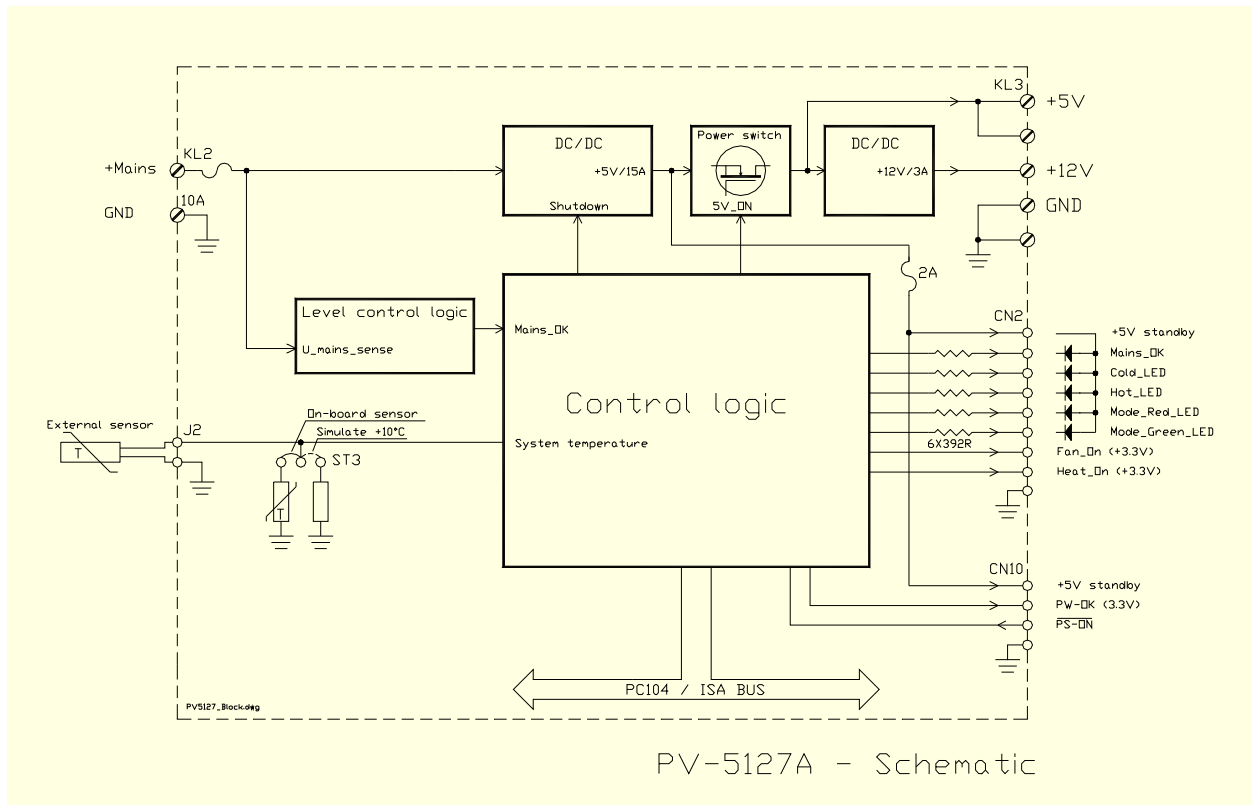 KL3
+5V
DC/DC
+5V/15A
Shutdown
Power switch
5V_ON
DC/DC
+12V/3A
+12V
GND
+Mains
KL2
10A
GND
2A
Level control logic
U_mains_sense
Mains_OK
Control logic
System temperature
CN2
+5V standby
Mains_OK
Cold_LED
Hot_LED
Mode_Red_LED
Mode_Green_LED
6X392R
Fan_On (+3.3V)
Heat_On (+3.3V)
External sensor
T
J2
On-board sensor
Simulate +10°C
ST3
T
CN10
+5V standby
PW-OK (3.3V)
PS-ON
PC104 / ISA BUS
PV5127_Block.dwg
PV-5127A - Schematic